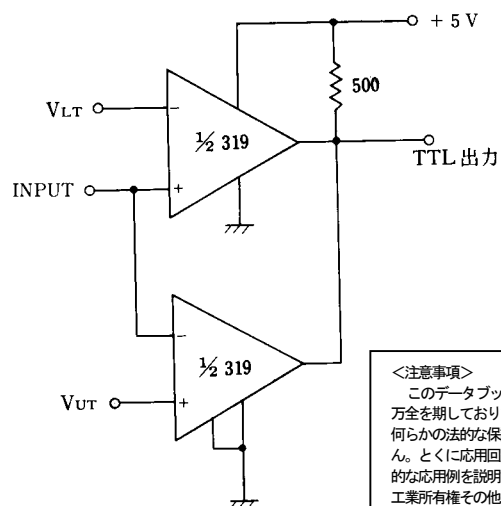 + 5 V
500
VLT
−
½ 319
TTL 出力
INPUT
+
−
½ 319
VUT
+
<注意事項>
このデータブッ
万全を期しており
何らかの法的な保
ん。とくに応用回
的な応用例を説明
工業所有権その他